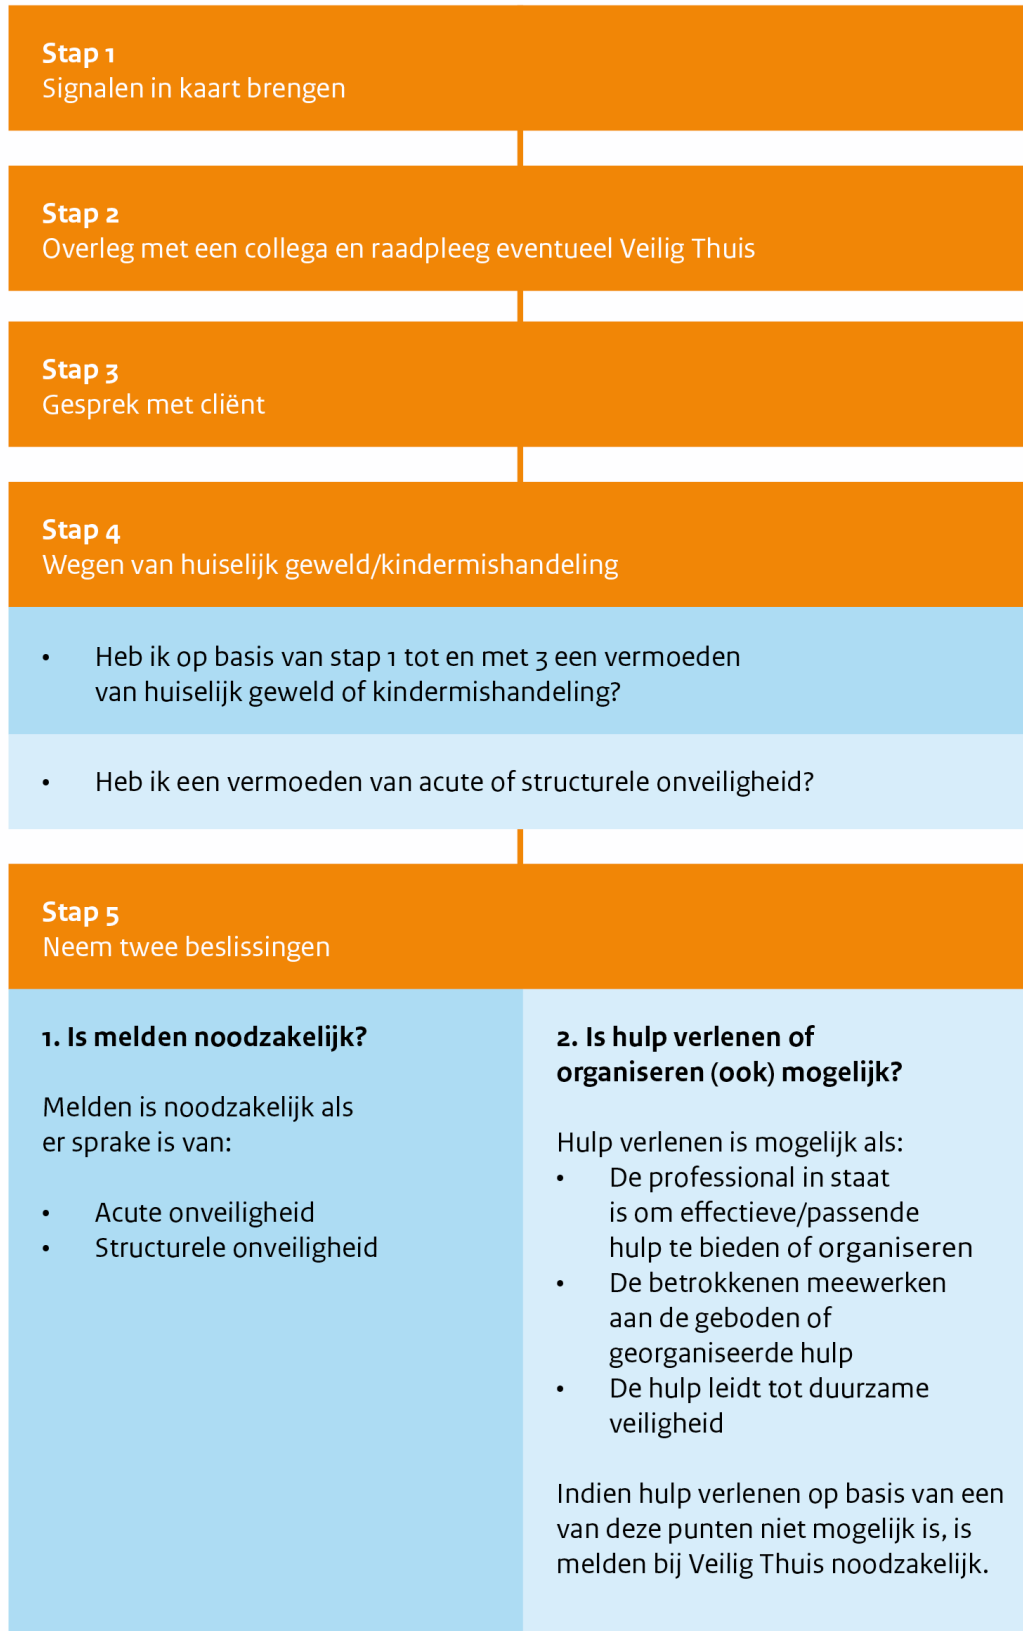 Stap 1
Signalen in kaart brengen
Stap 2
Overleg met een collega en raadpleeg eventueel Veilig Thuis
Stap 3
Gesprek met cliënt
Stap 4
Wegen van huiselijk geweld/kindermishandeling
• Heb ik op basis van stap 1 tot en met 3 een vermoeden
van huiselijk geweld of kindermishandeling?
• Heb ik een vermoeden van acute of structurele onveiligheid?
Stap 5
Neem twee beslissingen
1. Is melden noodzakelijk?
Melden is noodzakelijk als
er sprake is van:
• Acute onveiligheid
• Structurele onveiligheid
2. Is hulp verlenen of
organiseren (ook) mogelijk?
Hulp verlenen is mogelijk als:
• De professional in staat
is om effectieve/passende
hulp te bieden of organiseren
• De betrokkenen meewerken
aan de geboden of
georganiseerde hulp
• De hulp leidt tot duurzame
veiligheid
Indien hulp verlenen op basis van een
van deze punten niet mogelijk is, is
melden bij Veilig Thuis noodzakelijk.